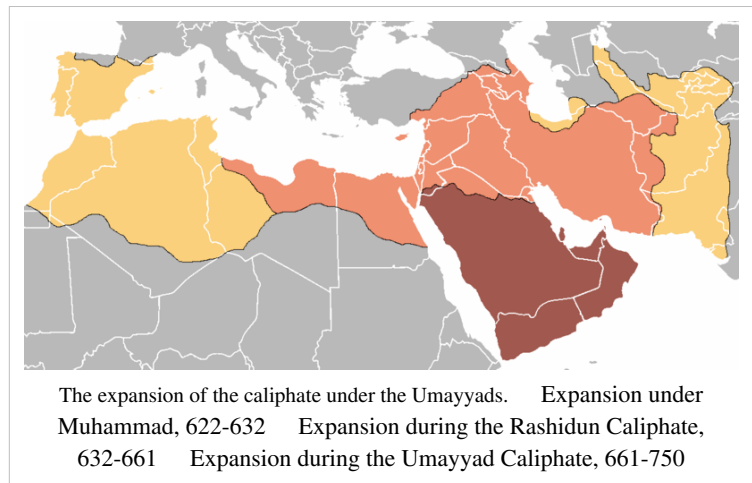 The expansion of the caliphate under the Umayyads. Expansion under
Muhammad, 622-632 Expansion during the Rashidun Caliphate,
632-661 Expansion during the Umayyad Caliphate, 661-750